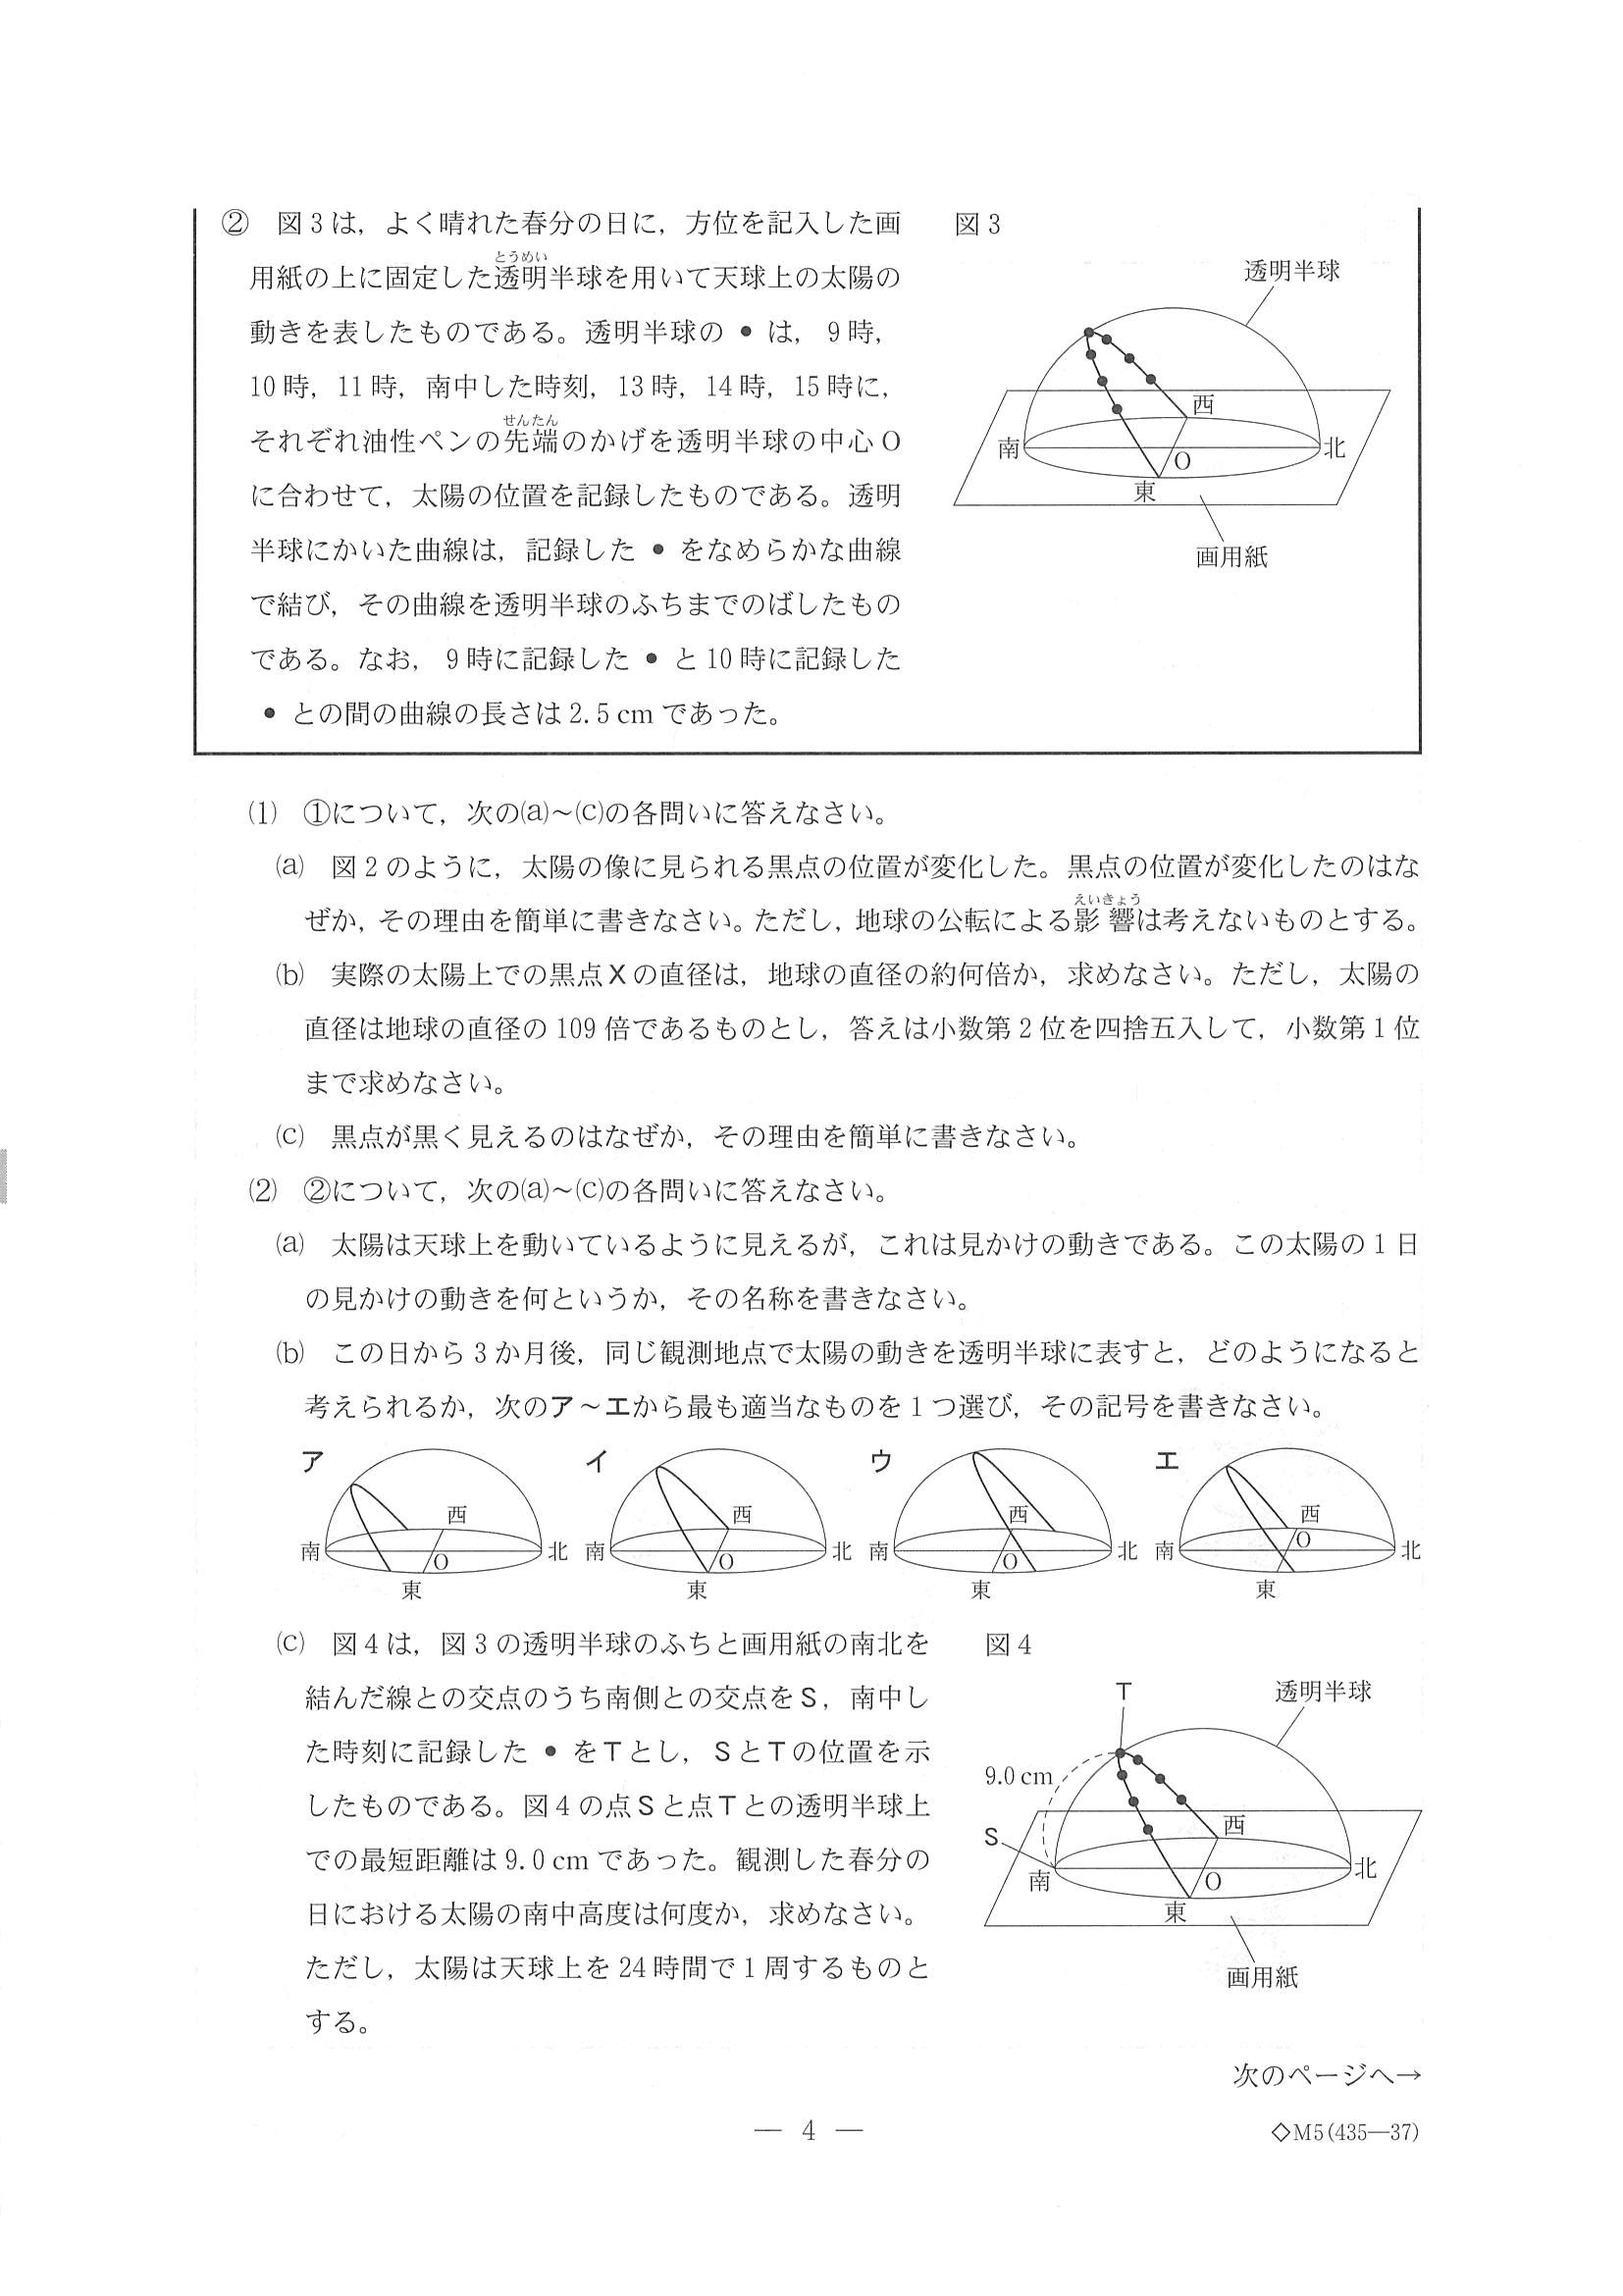 ② 図3は，よく晴れた春分の日に，方位を記入した画
用紙の上に固定した透明半球を用いて天球上の太陽の
とうめい
動きを表したものである。透明半球の ● は，9時，
10時，11時，南中した時刻，13時，14時，15時に，
それぞれ油性ペンの先端のかげを透明半球の中心O
せんたん
に合わせて，太陽の位置を記録したものである。透明
半球にかいた曲線は，記録した ● をなめらかな曲線
で結び，その曲線を透明半球のふちまでのばしたもの
である。なお，9時に記録した ● と10時に記録した
● との間の曲線の長さは2.5cmであった。
図3
透明半球
西
南
北
O
東
画用紙
(1) ①について，次の(a)～(c)の各問いに答えなさい。
(a) 図2のように，太陽の像に見られる黒点の位置が変化した。黒点の位置が変化したのはな
ぜか，その理由を簡単に書きなさい。ただし，地球の公転による影響は考えないものとする。
えいきょう
(b) 実際の太陽上での黒点Xの直径は，地球の直径の約何倍か，求めなさい。ただし，太陽の
直径は地球の直径の109倍であるものとし，答えは小数第2位を四捨五入して，小数第1位
まで求めなさい。
(c) 黒点が黒く見えるのはなぜか，その理由を簡単に書きなさい。
(2) ②について，次の(a)～(c)の各問いに答えなさい。
(a) 太陽は天球上を動いているように見えるが，これは見かけの動きである。この太陽の1日
の見かけの動きを何というか，その名称を書きなさい。
(b) この日から3か月後，同じ観測地点で太陽の動きを透明半球に表すと，どのようになると
考えられるか，次のア～エから最も適当なものを1つ選び，その記号を書きなさい。
ア
西
南
O
北
東
イ
西
南
O
北
東
ウ
西
南
O
北
東
エ
西
南
O
北
東
(c) 図4は，図3の透明半球のふちと画用紙の南北を
結んだ線との交点のうち南側との交点をS，南中し
た時刻に記録した ● をTとし，SとTの位置を示
したものである。図4の点Sと点Tとの透明半球上
での最短距離は9.0cmであった。観測した春分の
日における太陽の南中高度は何度か，求めなさい。
ただし，太陽は天球上を24時間で1周するものと
する。
図4
T
透明半球
9.0cm
西
S
南
O
北
東
画用紙
次のページへ→
― 4 ―
◇M5(435―37)